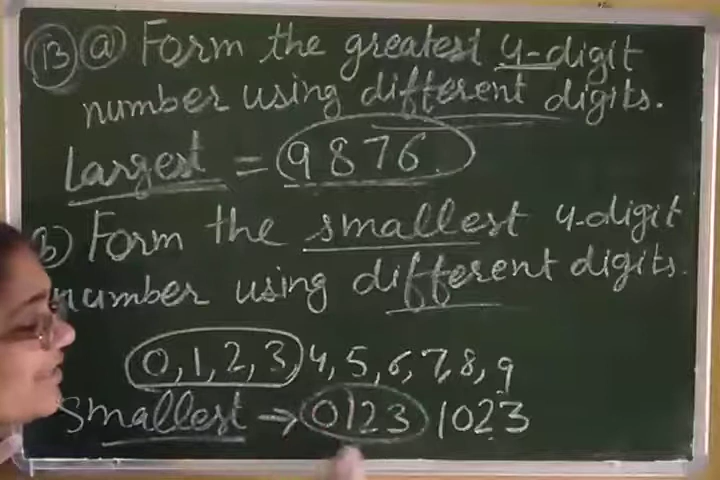 13 a Form the greatest 4-digit
number using different digits.
Largest = 9876.
b) Form the smallest 4-digit
number using different digits.
0, 1, 2, 3 4, 5, 6, 7, 8, 9
Smallest → 0123 1023